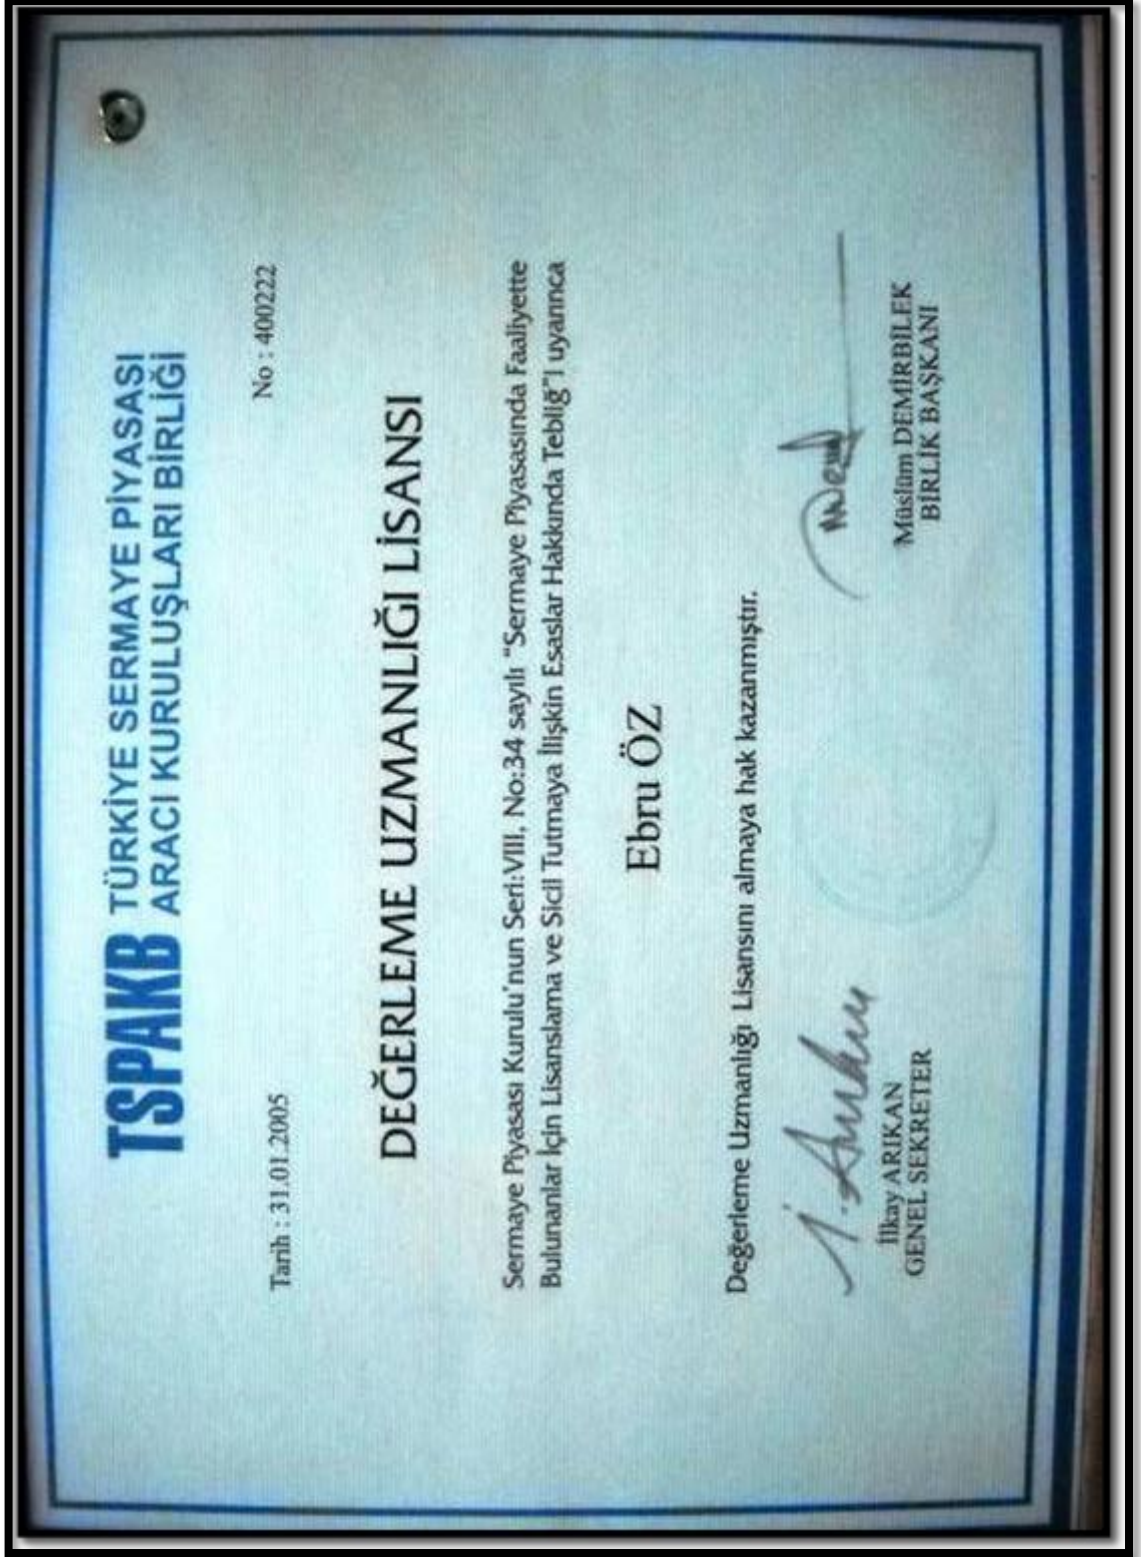 TSPAKB TÜRKİYE SERMAYE PİYASASI
ARACI KURULUŞLARI BİRLİĞİ
Tarih : 31.01.2005
No : 400222
DEĞERLEME UZMANLIĞI LİSANSI
Sermaye Piyasası Kurulu'nun Seri:VIII, No:34 sayılı "Sermaye Piyasasında Faaliyette
Bulunanlar İçin Lisanslama ve Sicil Tutmaya İlişkin Esaslar Hakkında Tebliğ"I uyarınca
Ebru ÖZ
Değerleme Uzmanlığı Lisansını almaya hak kazanmıştır.
İlkay ARIKAN
GENEL SEKRETER
Müslüm DEMİRBİLEK
BİRLİK BAŞKANI